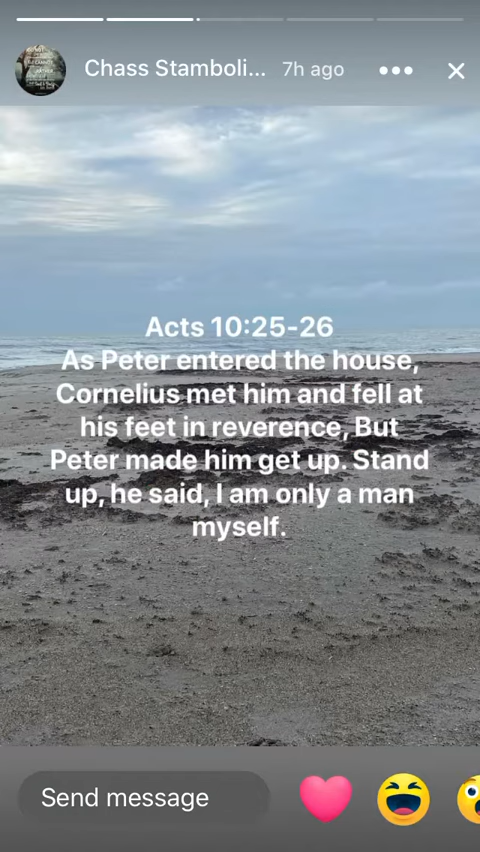 Chass Stamboli... 7h ago
Acts 10:25-26
As Peter entered the house,
Cornelius met him and fell at
his feet in reverence, But
Peter made him get up. Stand
up, he said, I am only a man
myself.
Send message